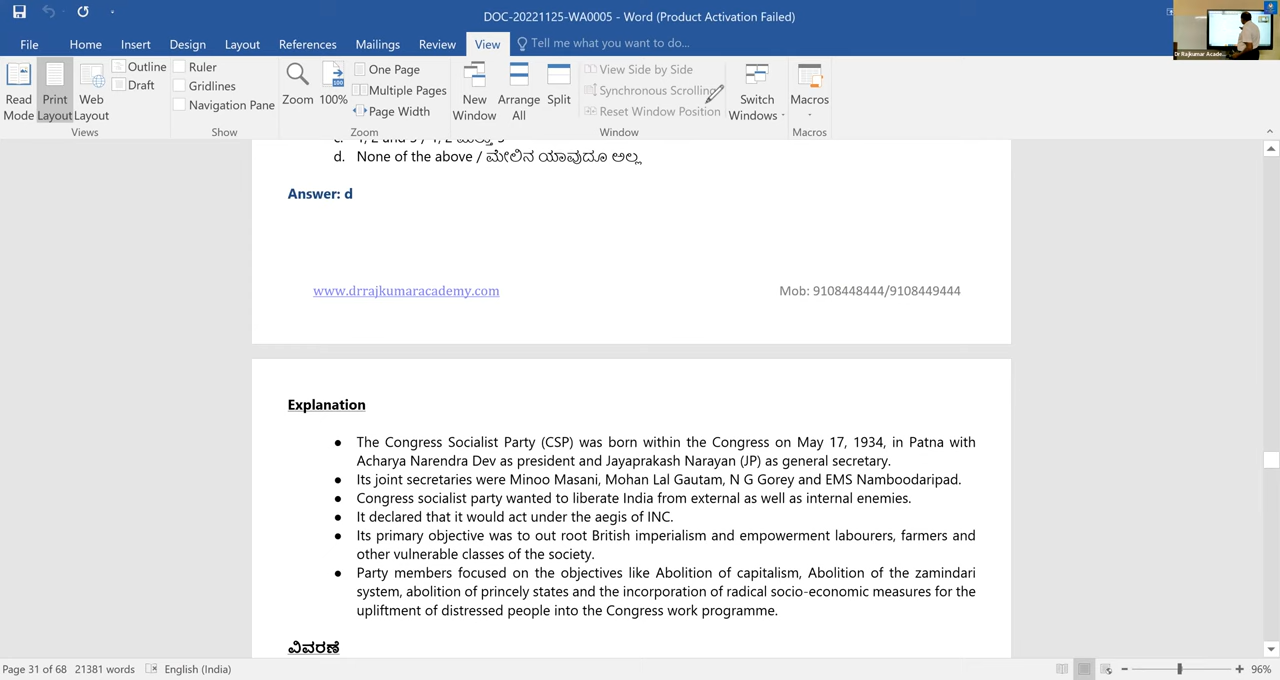 DOC-20221125-WA0005 - Word (Product Activation Failed)
File Home Insert Design Layout References Mailings Review View Tell me what you want to do...
Read Mode
Print Layout
Web Layout
Outline
Draft
Views
Ruler
Gridlines
Navigation Pane
Show
Zoom
100%
One Page
Multiple Pages
Page Width
Zoom
New Window
Arrange All
Split
View Side by Side
Synchronous Scrolling
Reset Window Position
Window
Switch Windows
Macros
Macros
d. None of the above / ಮೇಲಿನ ಯಾವುದೂ ಅಲ್ಲ
Answer: d
www.drrajkumaracademy.com Mob: 9108448444/9108449444
Explanation
● The Congress Socialist Party (CSP) was born within the Congress on May 17, 1934, in Patna with
Acharya Narendra Dev as president and Jayaprakash Narayan (JP) as general secretary.
● Its joint secretaries were Minoo Masani, Mohan Lal Gautam, N G Gorey and EMS Namboodaripad.
● Congress socialist party wanted to liberate India from external as well as internal enemies.
● It declared that it would act under the aegis of INC.
● Its primary objective was to out root British imperialism and empowerment labourers, farmers and
other vulnerable classes of the society.
● Party members focused on the objectives like Abolition of capitalism, Abolition of the zamindari
system, abolition of princely states and the incorporation of radical socio-economic measures for the
upliftment of distressed people into the Congress work programme.
ವಿವರಣೆ
Page 31 of 68 21381 words English (India) 96%